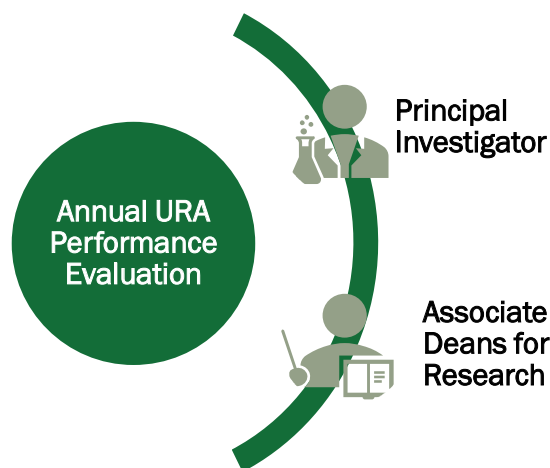 Annual URA
Performance
Evaluation
Principal
Investigator
Associate
Deans for
Research